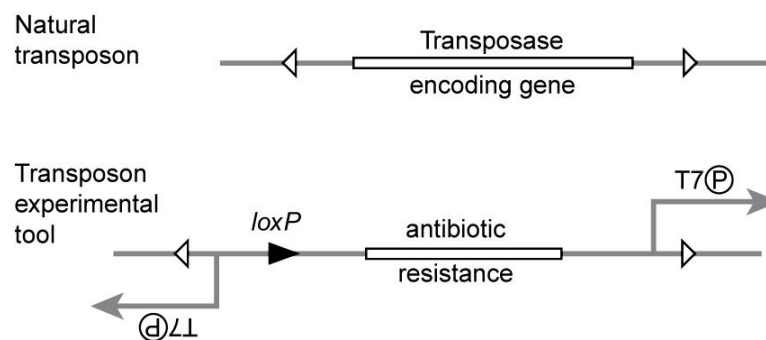 Natural
transposon
Transposase
encoding gene
Transposon
experimental
tool
loxP
antibiotic
resistance
T7Ⓟ
T7Ⓟ